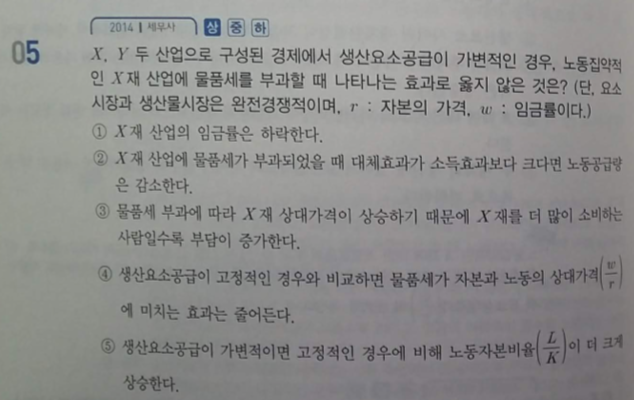 2014 | 세무사 상 중 하
05 X, Y 두 산업으로 구성된 경제에서 생산요소공급이 가변적인 경우, 노동집약적
인 X재 산업에 물품세를 부과할 때 나타나는 효과로 옳지 않은 것은? (단, 요소
시장과 생산물시장은 완전경쟁적이며, r : 자본의 가격, w : 임금률이다.)
① X재 산업의 임금률은 하락한다.
② X재 산업에 물품세가 부과되었을 때 대체효과가 소득효과보다 크다면 노동공급량
은 감소한다.
③ 물품세 부과에 따라 X재 상대가격이 상승하기 때문에 X재를 더 많이 소비하는
사람일수록 부담이 증가한다.
④ 생산요소공급이 고정적인 경우와 비교하면 물품세가 자본과 노동의 상대가격(w/r)
에 미치는 효과는 줄어든다.
⑤ 생산요소공급이 가변적이면 고정적인 경우에 비해 노동자본비율(L/K)이 더 크게
상승한다.